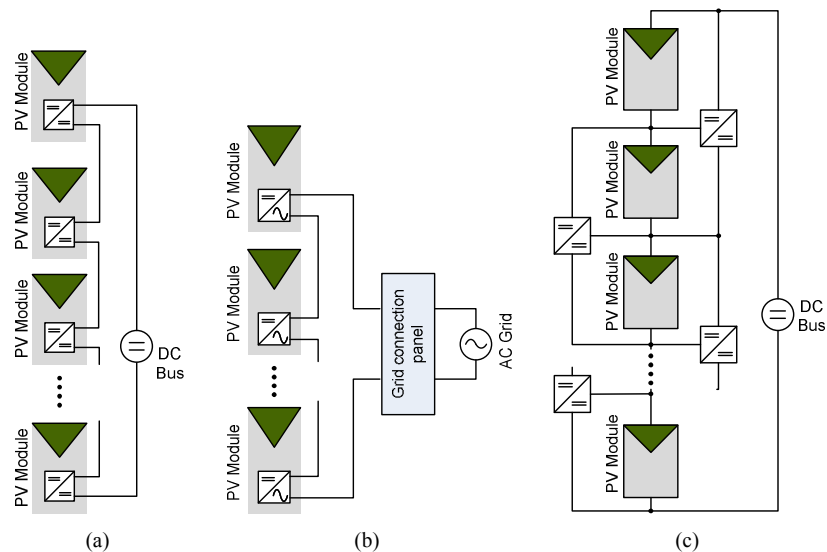 PV Module
PV Module
PV Module
PV Module
DC
Bus
(a)
PV Module
PV Module
PV Module
Grid connection
panel
AC Grid
(b)
PV Module
PV Module
PV Module
PV Module
DC
Bus
(c)